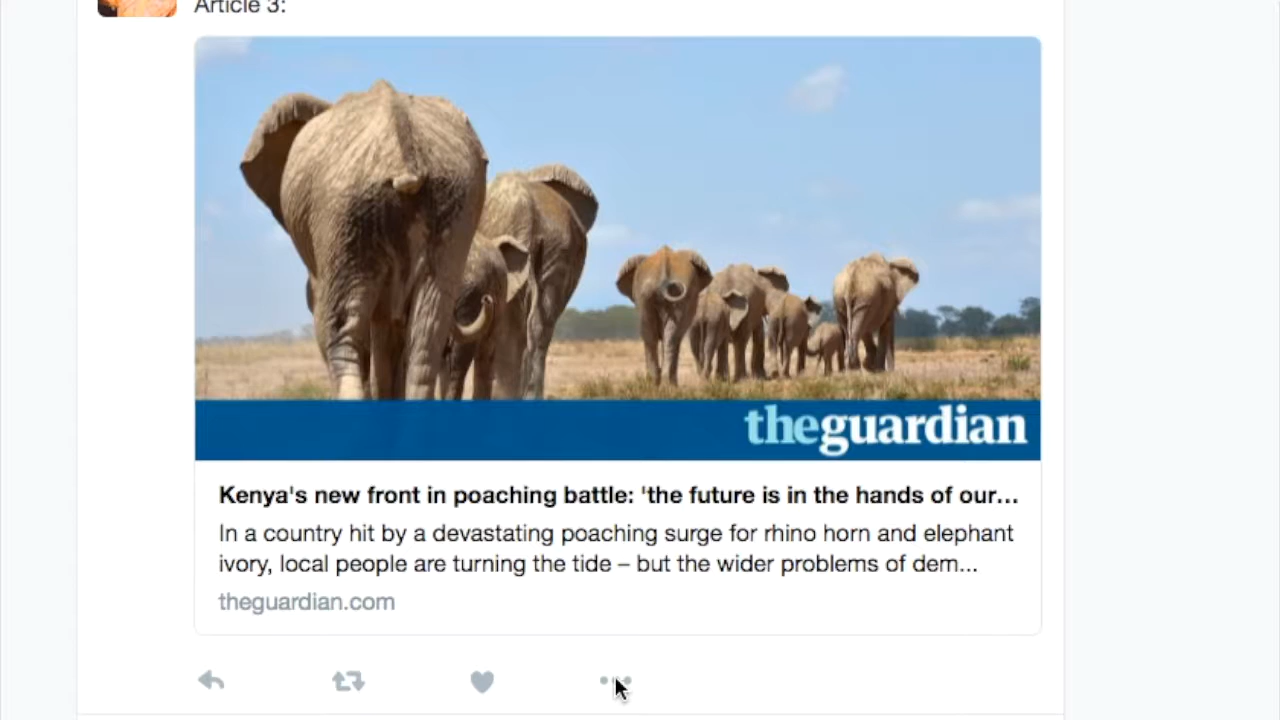 Article 3:
theguardian
Kenya's new front in poaching battle: 'the future is in the hands of our...
In a country hit by a devastating poaching surge for rhino horn and elephant
ivory, local people are turning the tide – but the wider problems of dem...
theguardian.com